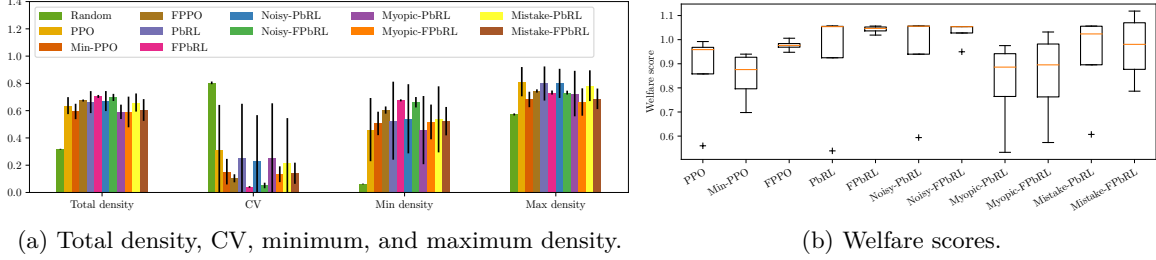 1.4
1.2
1.0
0.8
0.6
0.4
0.2
0.0
Random
PPO
Min-PPO
FPPO
PbRL
FPbRL
Noisy-PbRL
Noisy-FPbRL
Myopic-PbRL
Myopic-FPbRL
Mistake-PbRL
Mistake-FPbRL
Total density
CV
Min density
Max density
(a) Total density, CV, minimum, and maximum density.
Welfare score
1.1
1.0
0.9
0.8
0.7
0.6
PPO
Min-PPO
FPPO
PbRL
FPbRL
Noisy-PbRL
Noisy-FPbRL
Myopic-PbRL
Myopic-FPbRL
Mistake-PbRL
Mistake-FPbRL
(b) Welfare scores.